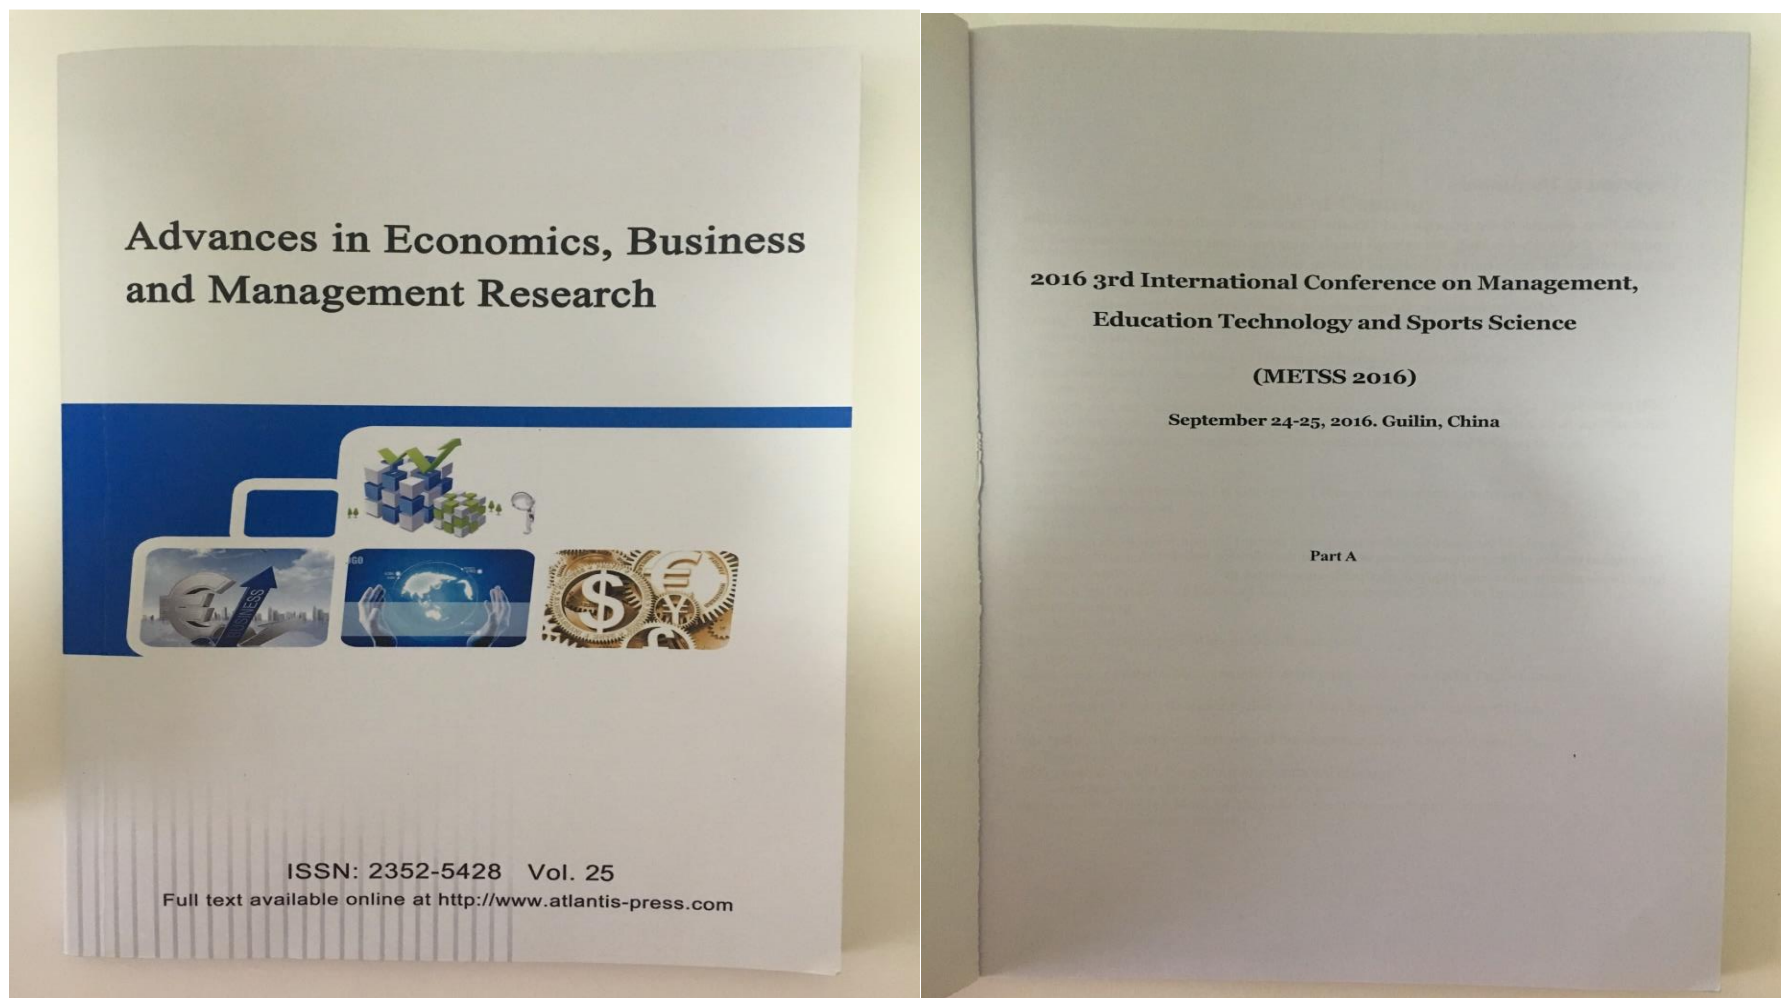 Advances in Economics, Business
and Management Research
BUSINESS
$
€
¥
ISSN: 2352-5428 Vol. 25
Full text available online at http://www.atlantis-press.com
2016 3rd International Conference on Management,
Education Technology and Sports Science
(METSS 2016)
September 24-25, 2016. Guilin, China
Part A